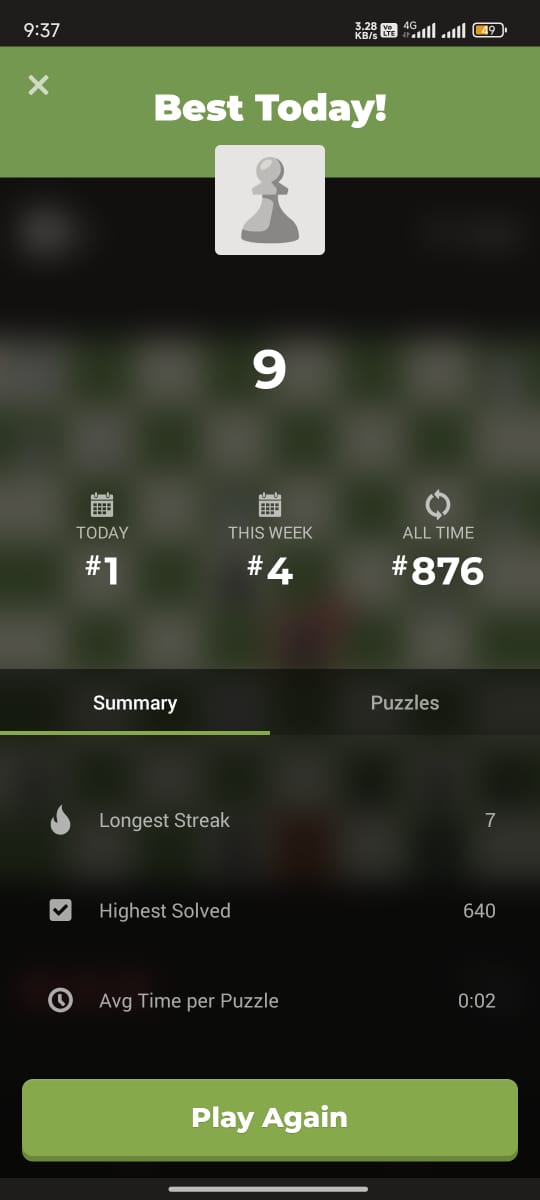 9:37
3.28 KB/s Vo LTE 4G 49
Best Today!
9
TODAY
THIS WEEK
ALL TIME
#1
#4
#876
Summary
Puzzles
Longest Streak 7
Highest Solved 640
Avg Time per Puzzle 0:02
Play Again